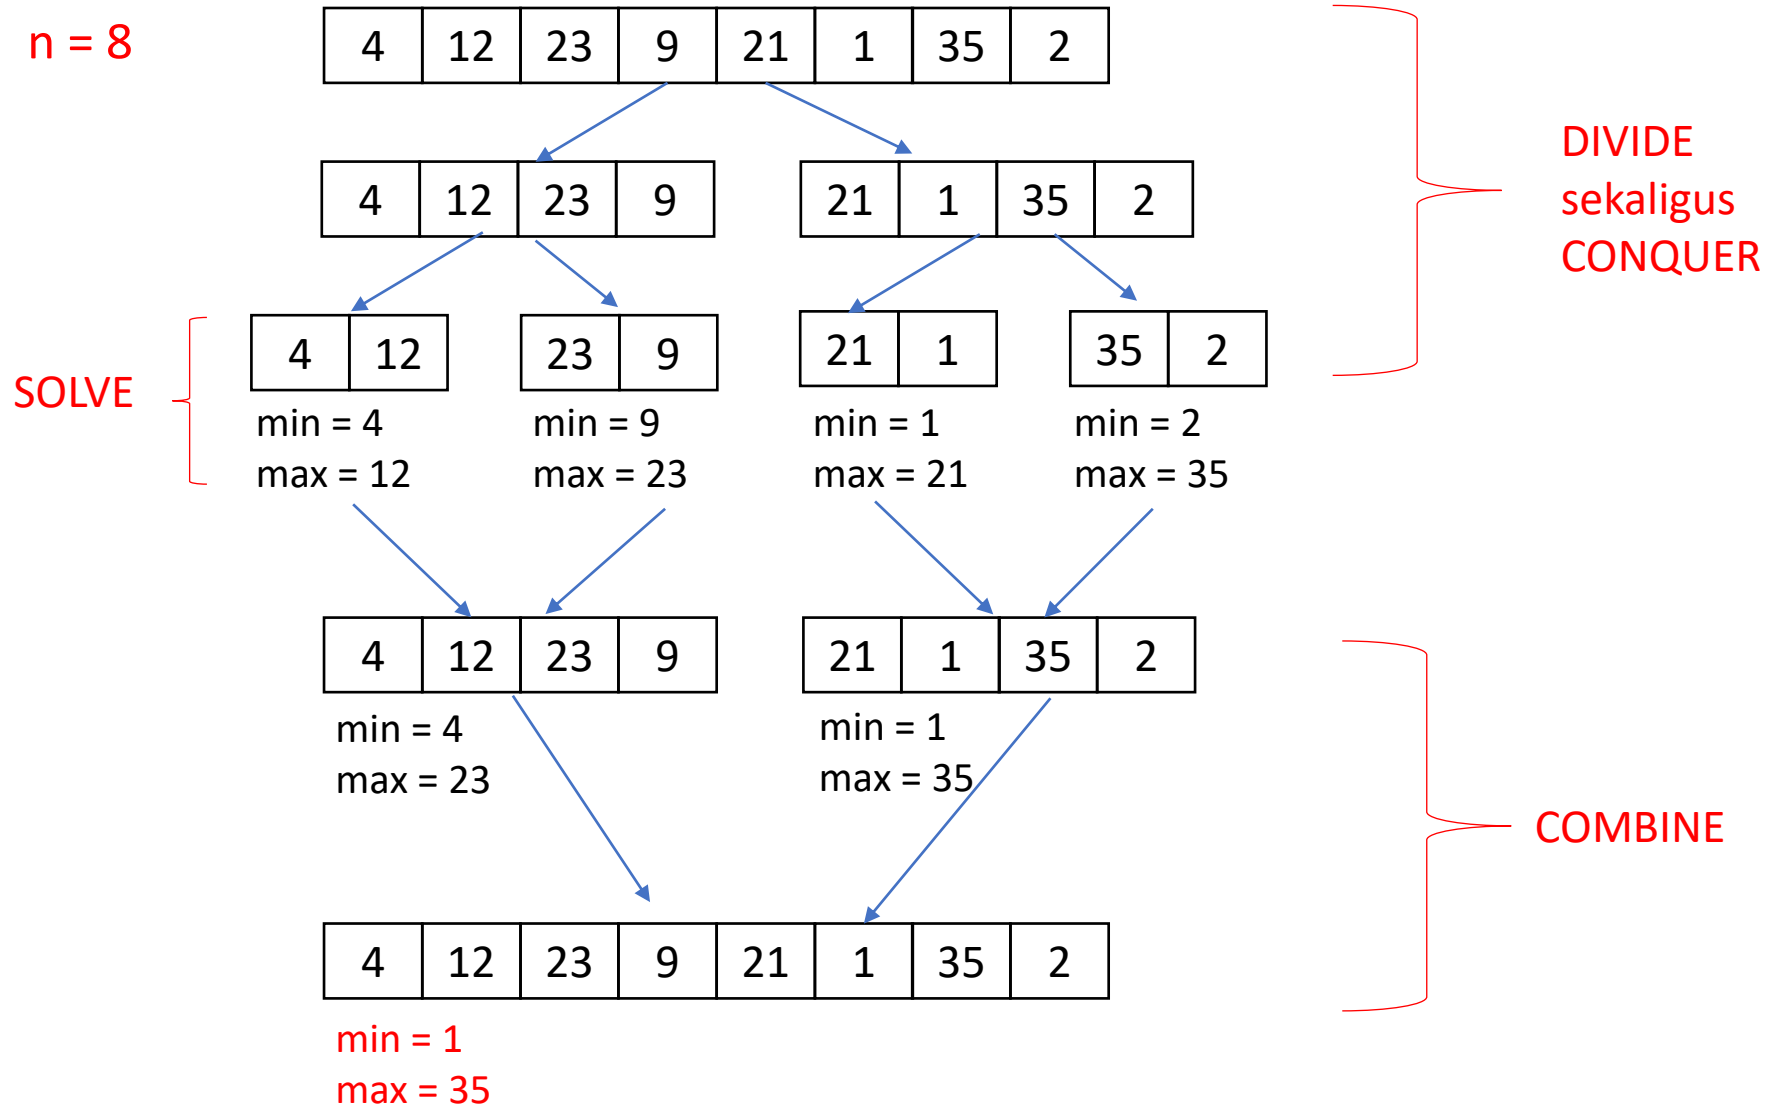 n = 8
4 12 23 9 21 1 35 2
DIVIDE
sekaligus
CONQUER
4 12 23 9
21 1 35 2
4 12
23 9
21 1
35 2
SOLVE
min = 4
max = 12
min = 9
max = 23
min = 1
max = 21
min = 2
max = 35
4 12 23 9
21 1 35 2
min = 4
max = 23
min = 1
max = 35
COMBINE
4 12 23 9 21 1 35 2
min = 1
max = 35